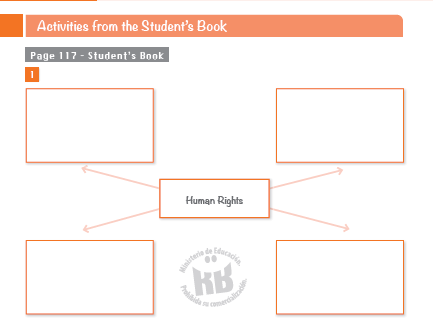 Activities from the Student's Book
Page 117 - Student's Book
1
Human Rights
Ministerio de Educación.
Prohibida su comercialización.